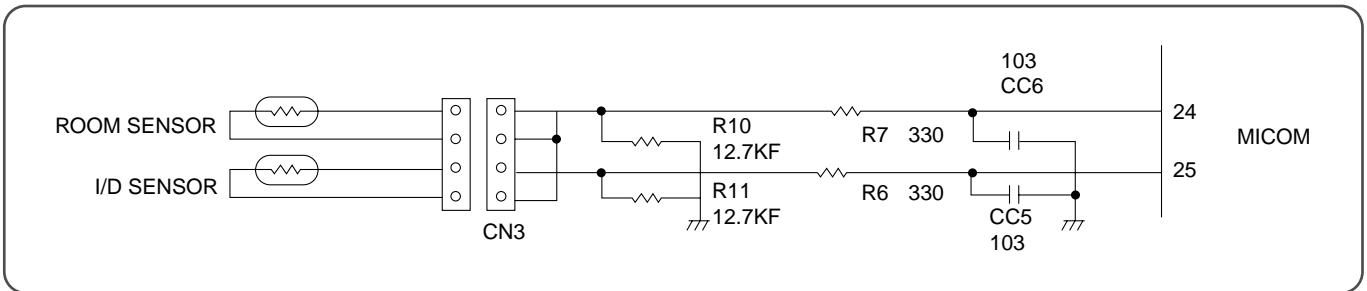 ROOM SENSOR
I/D SENSOR
CN3
R10
12.7KF
R11
12.7KF
R7 330
R6 330
103
CC6
CC5
103
24
25
MICOM